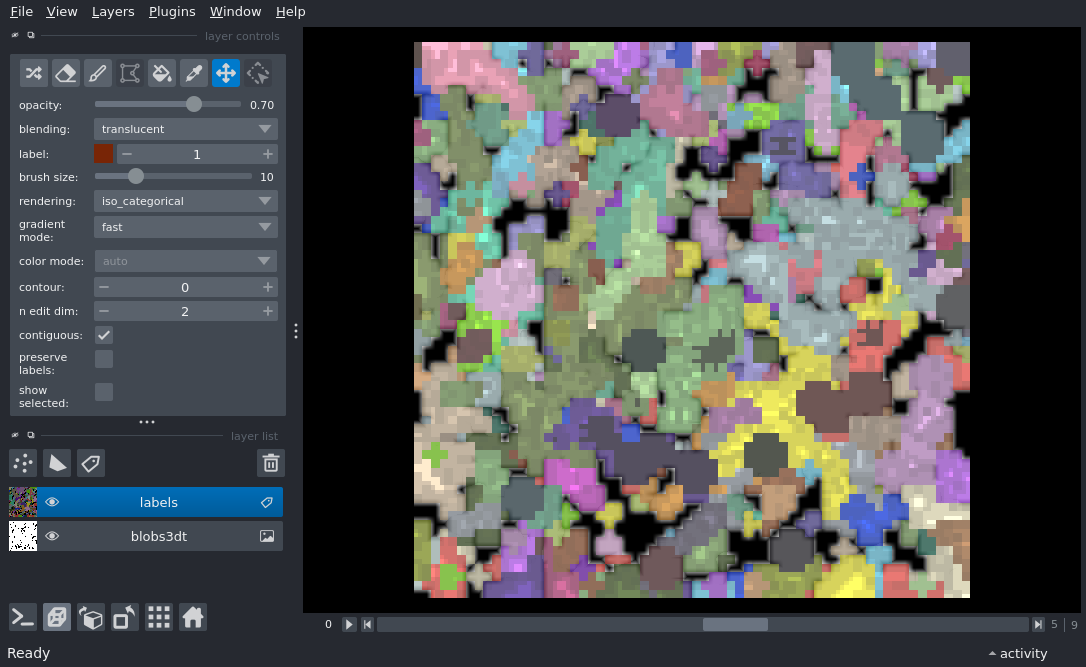 File View Layers Plugins Window Help
layer controls
opacity: 0.70
blending: translucent
label: 1
brush size: 10
rendering: iso_categorical
gradient
mode: fast
color mode: auto
contour: 0
n edit dim: 2
contiguous:
preserve
labels:
show
selected:
layer list
labels
blobs3dt
0 5 9
Ready activity